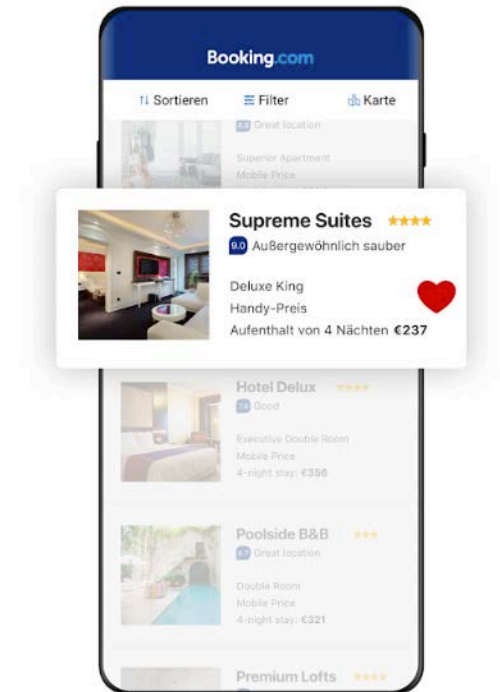 Booking.com
↑↓ Sortieren
Filter
Karte
Great location
Superior Apartment
Mobile Price
Supreme Suites
9.0 Außergewöhnlich sauber
Deluxe King
Handy-Preis
Aufenthalt von 4 Nächten €237
Hotel Delux
Good
Executive Double Room
Mobile Price
4-night stay: €356
Poolside B&B
Great location
Double Room
Mobile Price
4-night stay: €321
Premium Lofts